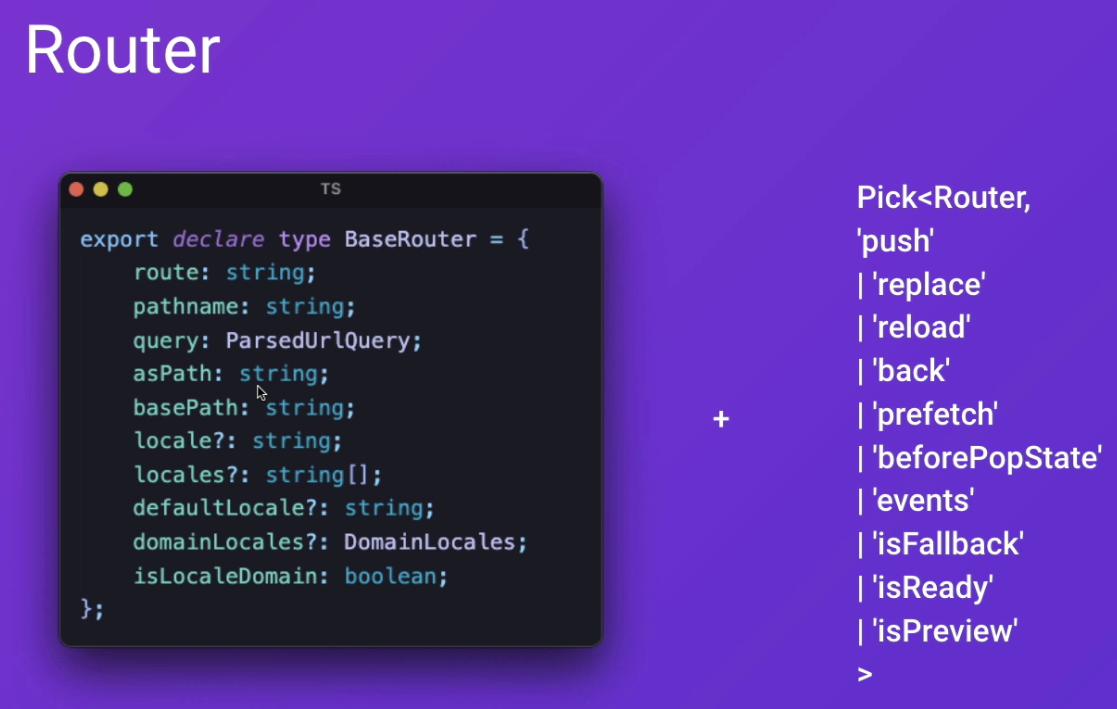 Router
TS
export declare type BaseRouter = {
route: string;
pathname: string;
query: ParsedUrlQuery;
asPath: string;
basePath: string;
locale?: string;
locales?: string[];
defaultLocale?: string;
domainLocales?: DomainLocales;
isLocaleDomain: boolean;
};
+
Pick<Router,
'push'
| 'replace'
| 'reload'
| 'back'
| 'prefetch'
| 'beforePopState'
| 'events'
| 'isFallback'
| 'isReady'
| 'isPreview'
>